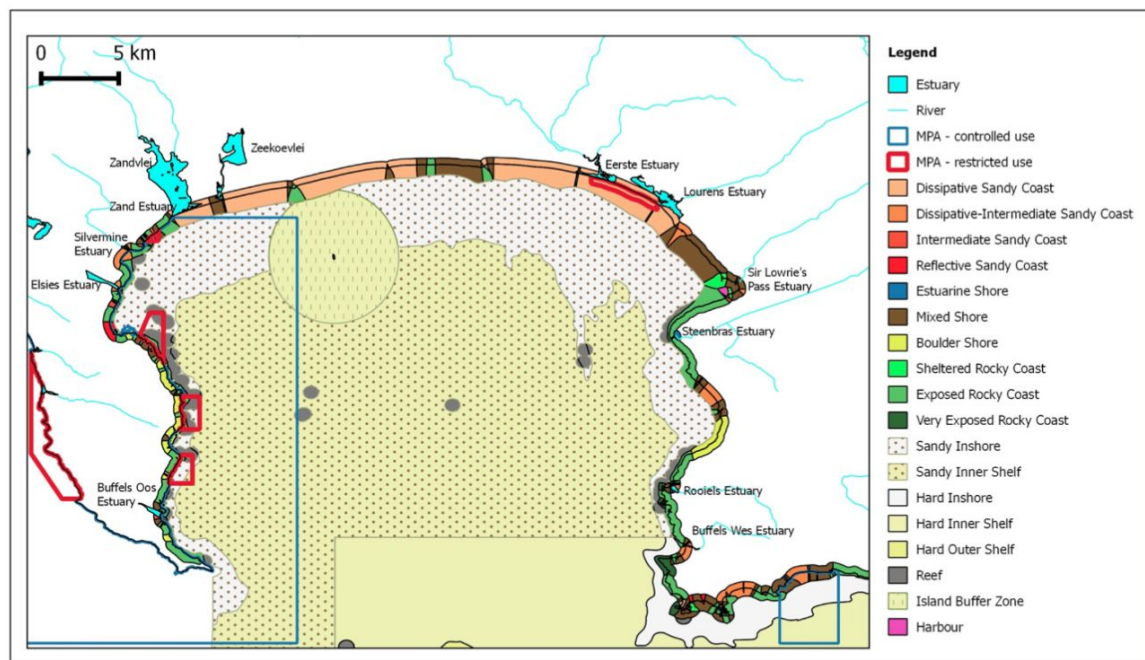 0 5 km
Zandvlei
Zeekoevlei
Zand Estuary
Silvermine
Estuary
Elsies Estuary
Buffels Oos
Estuary
Eerste Estuary
Lourens Estuary
Sir Lowrie's
Pass Estuary
Steenbras Estuary
Rooiels Estuary
Buffels Wes Estuary
Legend
Estuary
River
MPA - controlled use
MPA - restricted use
Dissipative Sandy Coast
Dissipative-Intermediate Sandy Coast
Intermediate Sandy Coast
Reflective Sandy Coast
Estuarine Shore
Mixed Shore
Boulder Shore
Sheltered Rocky Coast
Exposed Rocky Coast
Very Exposed Rocky Coast
Sandy Inshore
Sandy Inner Shelf
Hard Inshore
Hard Inner Shelf
Hard Outer Shelf
Reef
Island Buffer Zone
Harbour